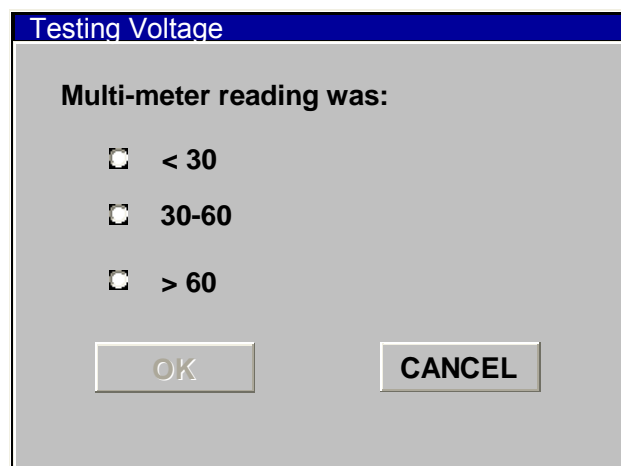 Testing Voltage
Multi-meter reading was:
< 30
30-60
> 60
OK CANCEL